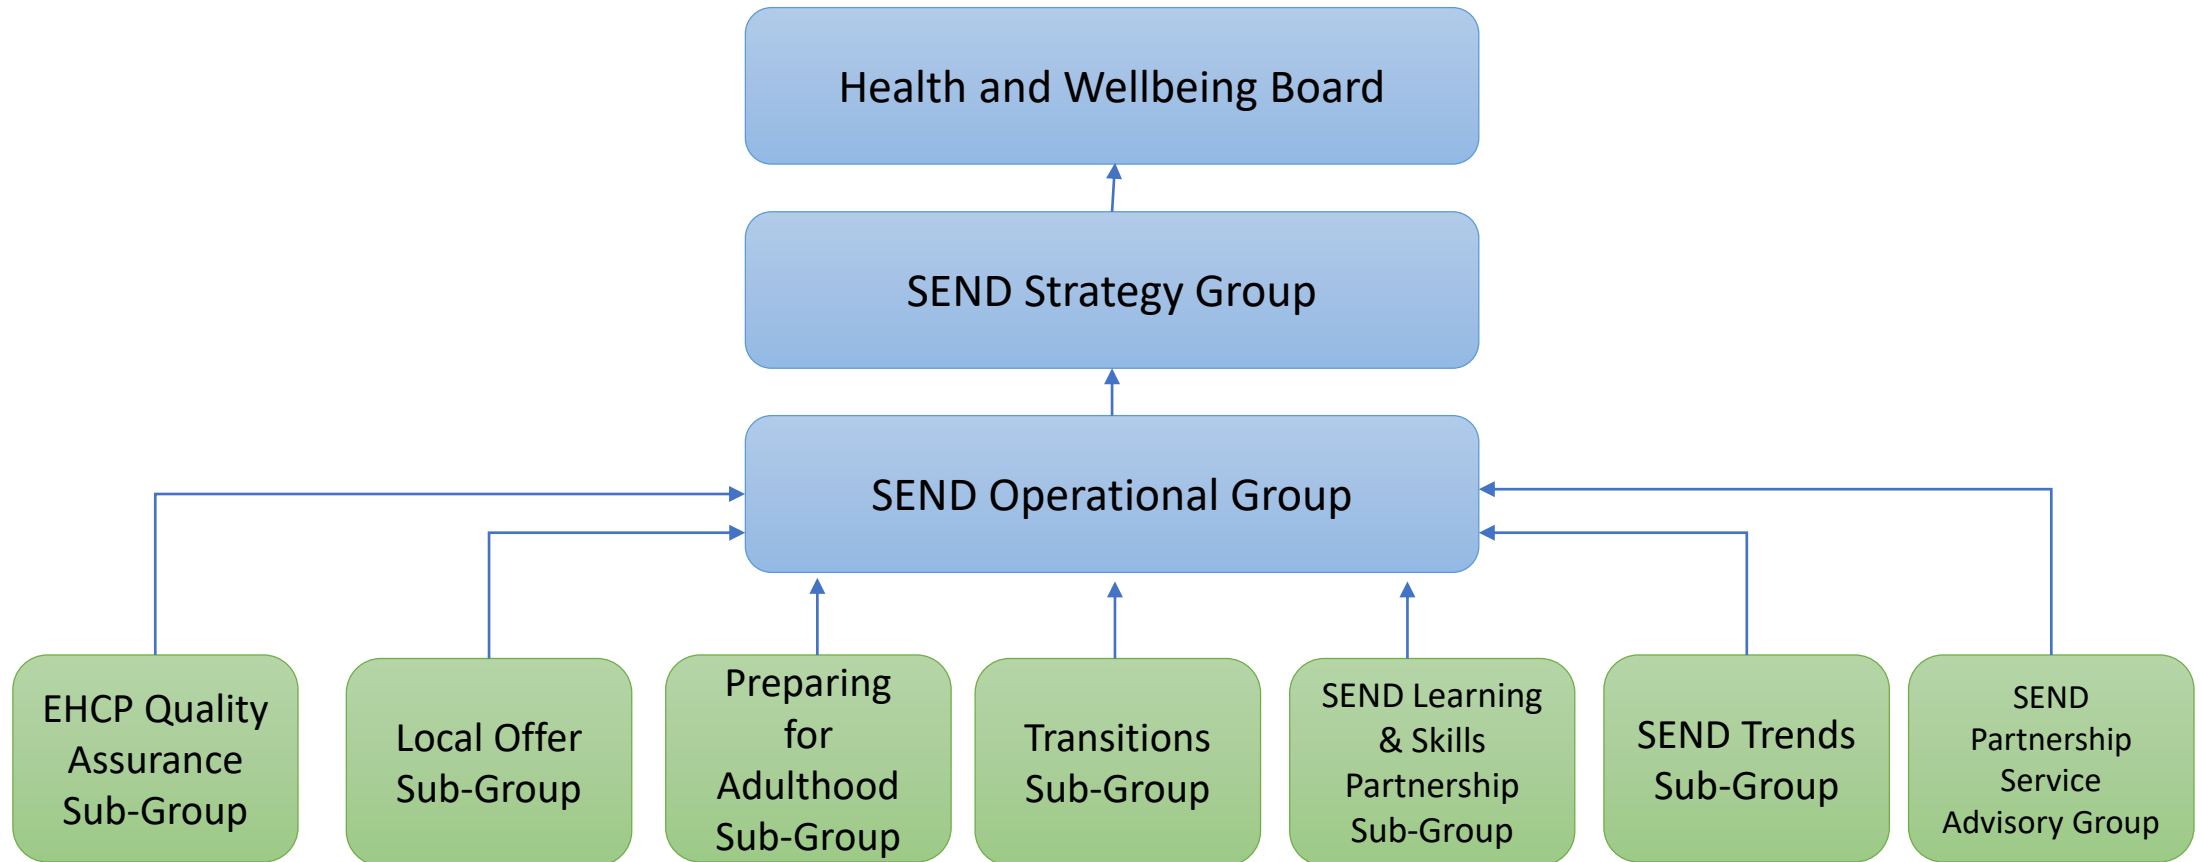 Health and Wellbeing Board
SEND Strategy Group
SEND Operational Group
EHCP Quality
Assurance
Sub-Group
Local Offer
Sub-Group
Preparing
for
Adulthood
Sub-Group
Transitions
Sub-Group
SEND Learning
& Skills
Partnership
Sub-Group
SEND Trends
Sub-Group
SEND
Partnership
Service
Advisory Group